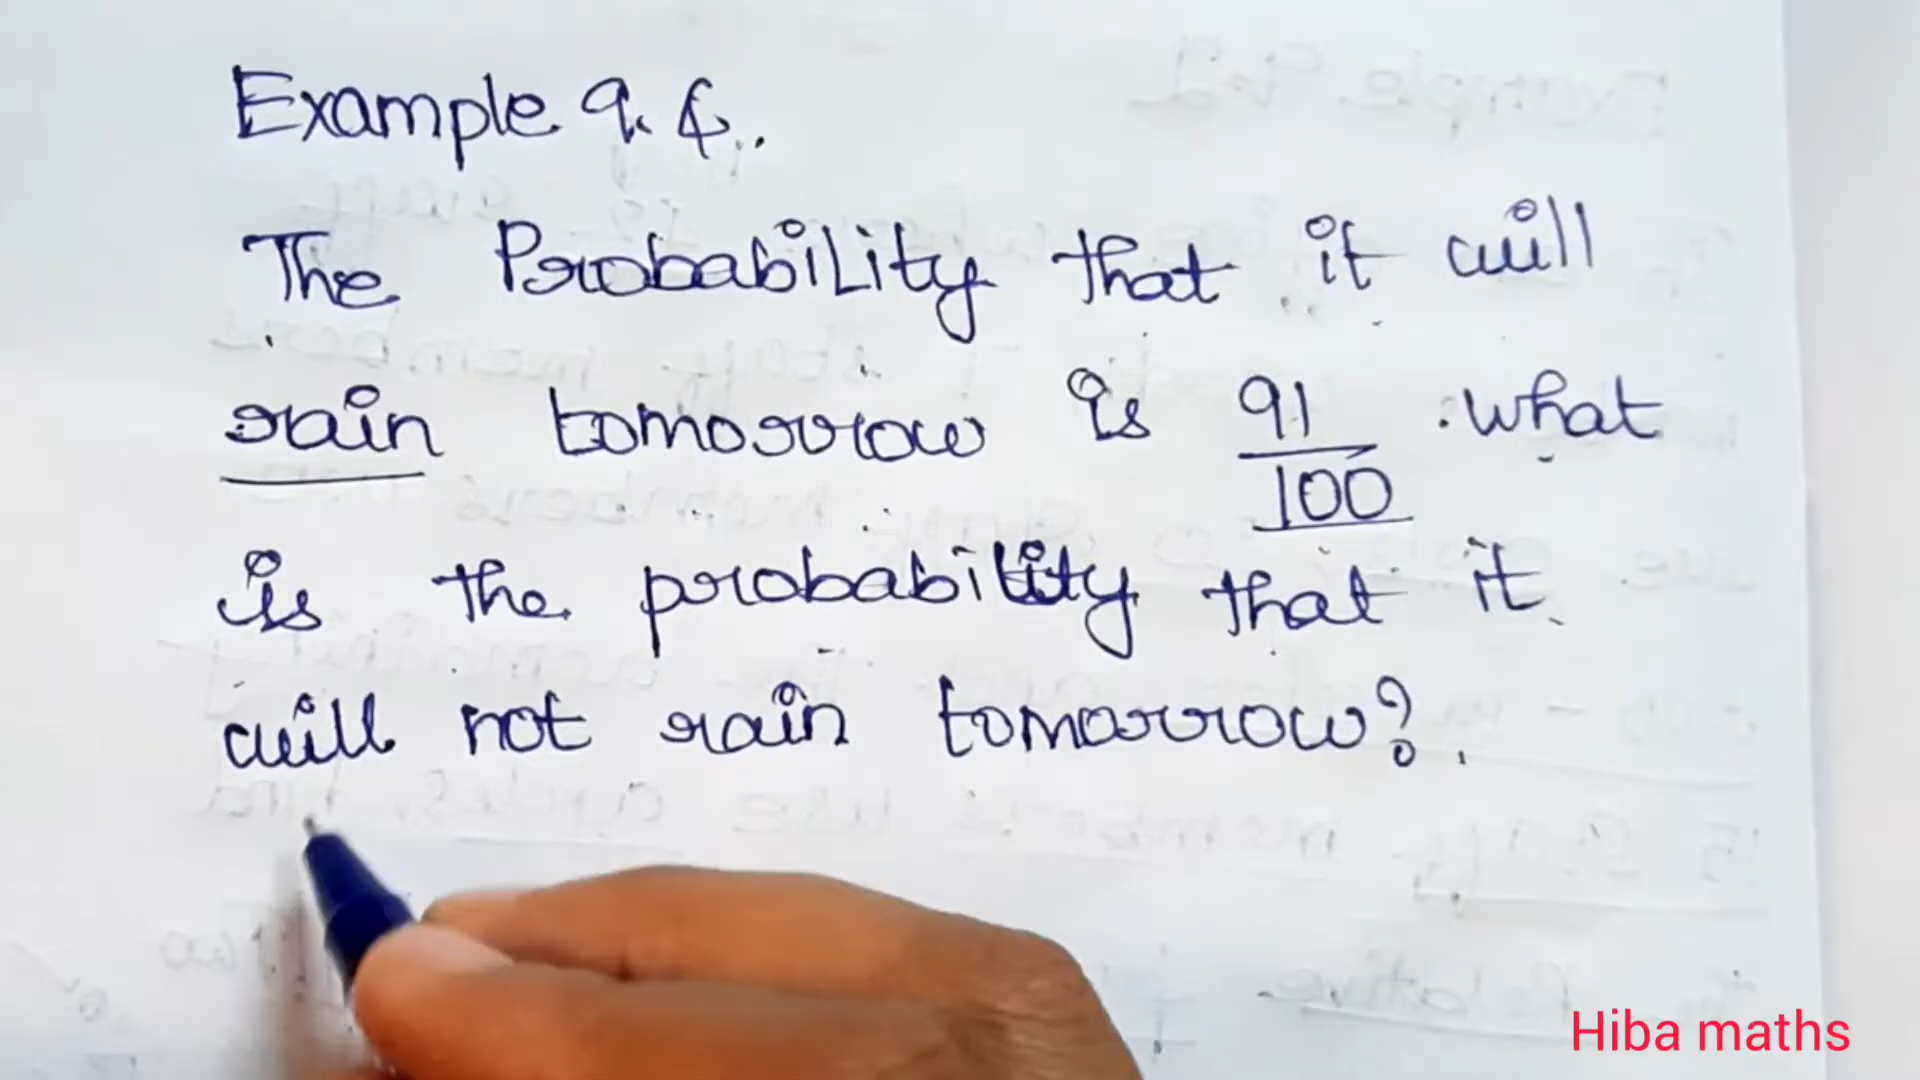 Example 9.6.
The Probability that it will
rain tomorrow is 91/100 . what
is the probability that it
will not rain tomorrow?.
Hiba maths